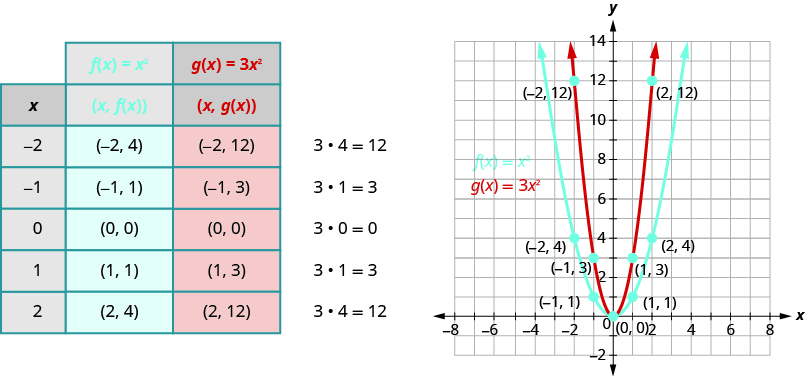 f(x) = x² g(x) = 3x²
x (x, f(x)) (x, g(x))
–2 (–2, 4) (–2, 12) 3 • 4 = 12
–1 (–1, 1) (–1, 3) 3 • 1 = 3
0 (0, 0) (0, 0) 3 • 0 = 0
1 (1, 1) (1, 3) 3 • 1 = 3
2 (2, 4) (2, 12) 3 • 4 = 12
y
14
12
(–2, 12) (2, 12)
10
8
f(x) = x²
g(x) = 3x²
6
4
(–2, 4) (2, 4)
(–1, 3) (1, 3)
2
(–1, 1) (1, 1)
0 (0, 0)
x
–8 –6 –4 –2 2 4 6 8
–2